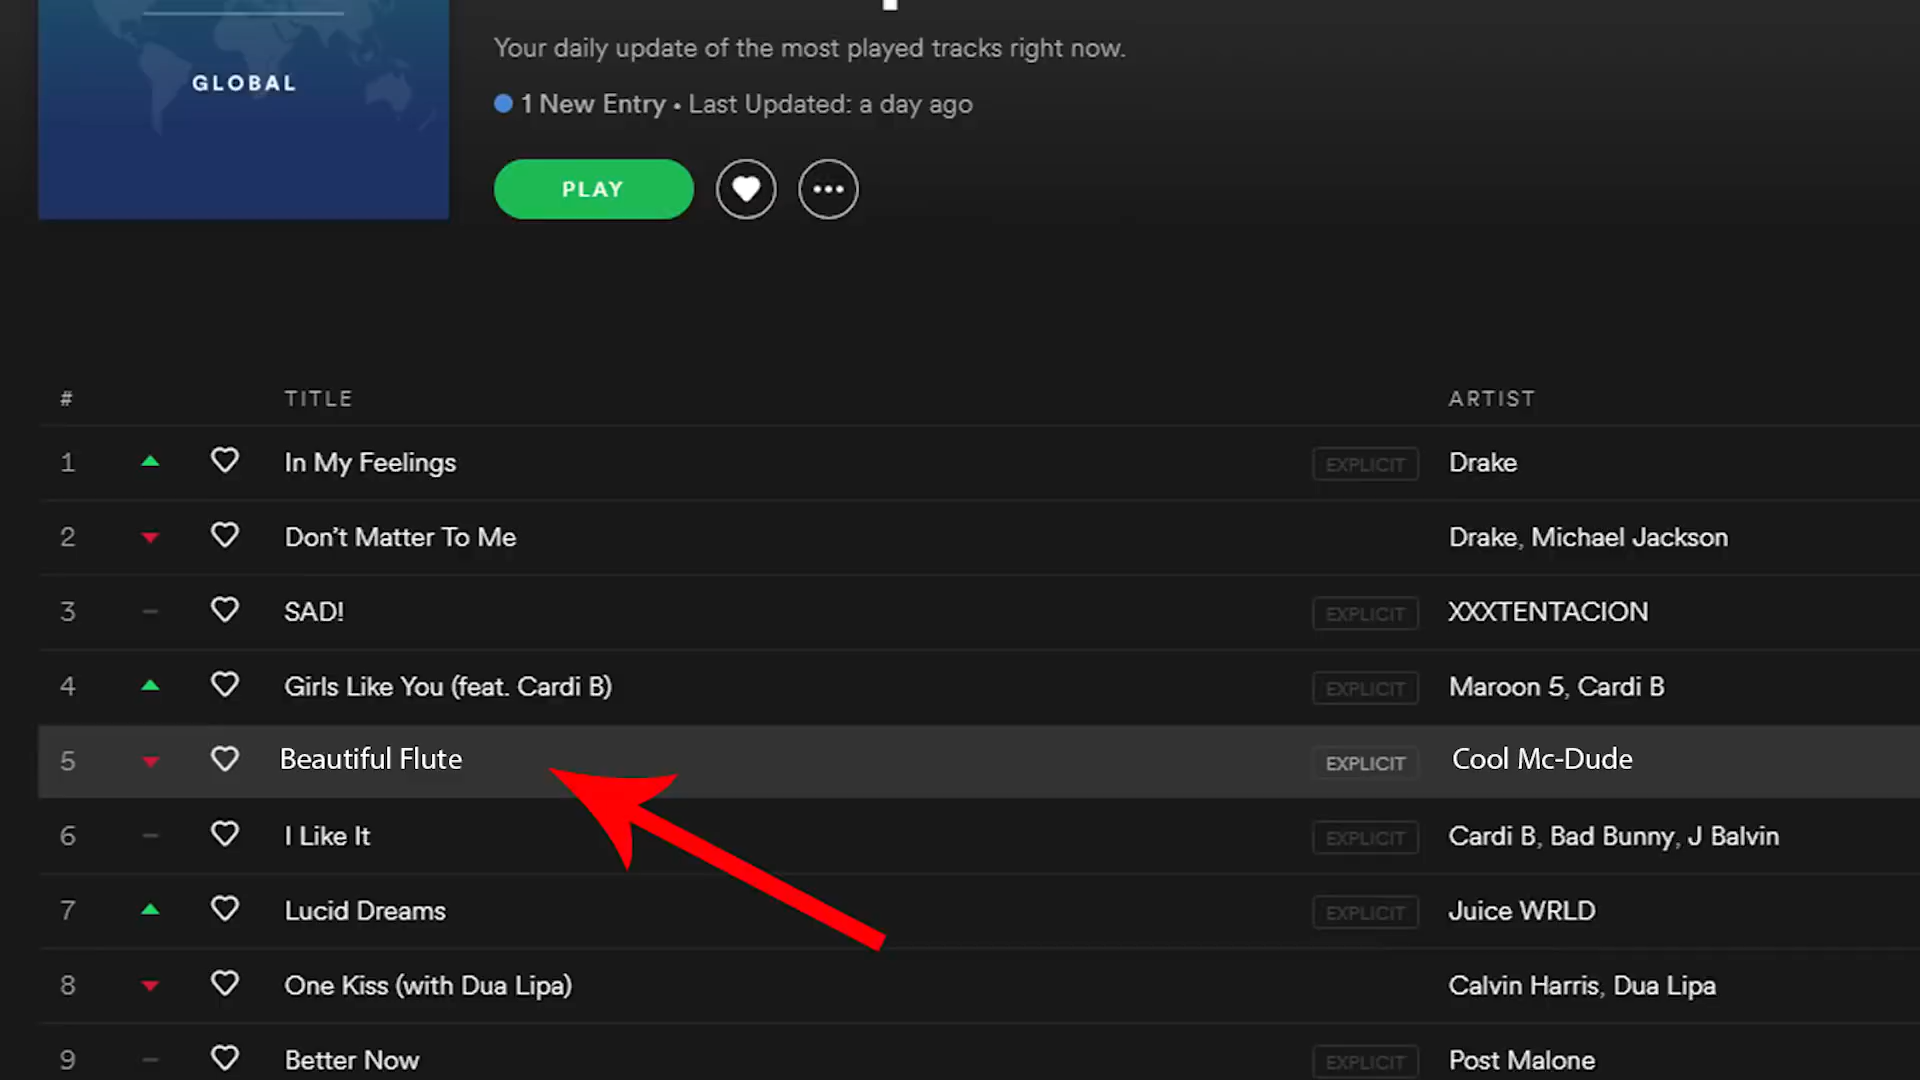 Your daily update of the most played tracks right now.
GLOBAL
1 New Entry • Last Updated: a day ago
PLAY
# TITLE ARTIST
1 In My Feelings EXPLICIT Drake
2 Don't Matter To Me Drake, Michael Jackson
3 SAD! EXPLICIT XXXTENTACION
4 Girls Like You (feat. Cardi B) EXPLICIT Maroon 5, Cardi B
5 Beautiful Flute EXPLICIT Cool Mc-Dude
6 I Like It EXPLICIT Cardi B, Bad Bunny, J Balvin
7 Lucid Dreams EXPLICIT Juice WRLD
8 One Kiss (with Dua Lipa) Calvin Harris, Dua Lipa
9 Better Now EXPLICIT Post Malone